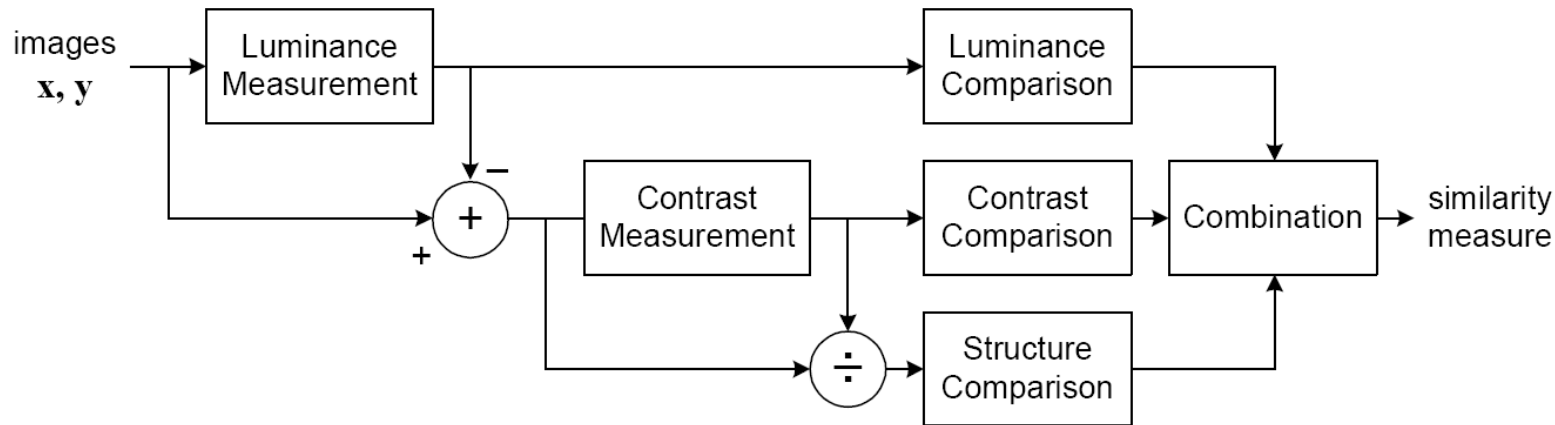 images
x, y
Luminance
Measurement
Luminance
Comparison
−
+
+
Contrast
Measurement
Contrast
Comparison
Combination
similarity
measure
÷
Structure
Comparison